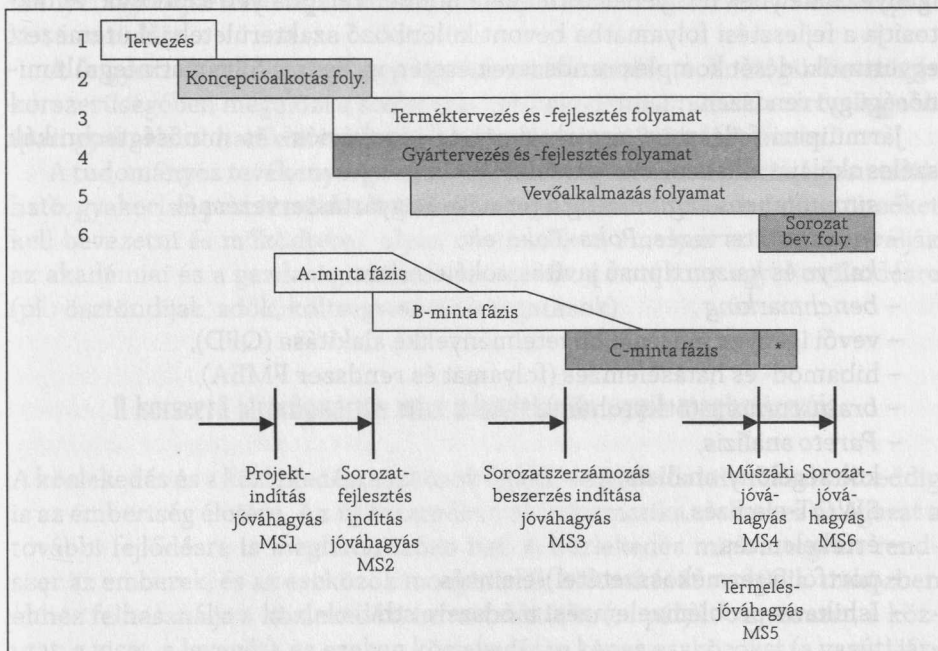 1
Tervezés
2
Koncepcióalkotás foly.
3
Terméktervezés és -fejlesztés folyamat
4
Gyártervezés és -fejlesztés folyamat
5
Vevőalkalmazás folyamat
6
Sorozat
bev. foly.
A-minta fázis
B-minta fázis
C-minta fázis
*
Projekt-
indítás
jóváhagyás
MS1
Sorozat-
fejlesztés
indítás
jóváhagyás
MS2
Sorozatszerzámozás
beszerzés indítása
jóváhagyás
MS3
Műszáki
jóvá-
hagyás
MS4
Sorozat-
jóvá-
hagyás
MS6
Termelés-
jóváhagyás
MS5